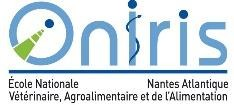 Oniris
École Nationale Nantes Atlantique
Vétérinaire, Agroalimentaire et de l'Alimentation